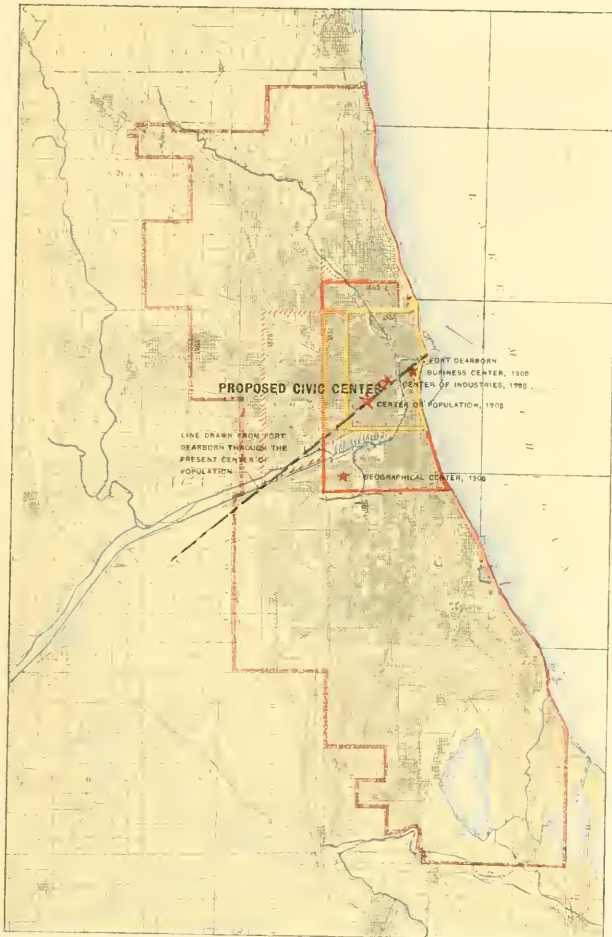 1863
FORT DEARBORN
BUSINESS CENTER, 1908
PROPOSED CIVIC CENTER
CENTER OF INDUSTRIES, 1908
CENTER OF POPULATION, 1908
LINE DRAWN FROM FORT
DEARBORN THROUGH THE
PRESENT CENTER OF
POPULATION
GEOGRAPHICAL CENTER, 1908